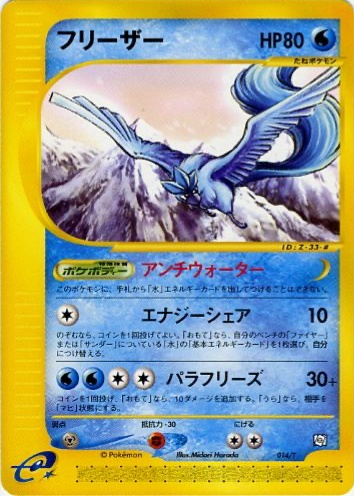 フリーザー HP80
たねポケモン
ID:Z-33-#
特殊能力
ポケボディー アンチウォーター
このポケモンに、手札から「水」エネルギーカードを出してつけることはできない。
エナジーシェア 10
のぞむなら、コインを1回投げてよい。「おもて」なら、自分のベンチの「ファイヤー」
または「サンダー」についている「水」の「基本エネルギーカード」を1枚選び、自分
につけ替える。
パラフリーズ 30+
コインを1回投げ、「おもて」なら、10ダメージを追加する。「うら」なら、相手を
「マヒ」状態にする。
弱点 抵抗力・30 にげる
©Pokémon Illus.Midori Harada 014/T
e